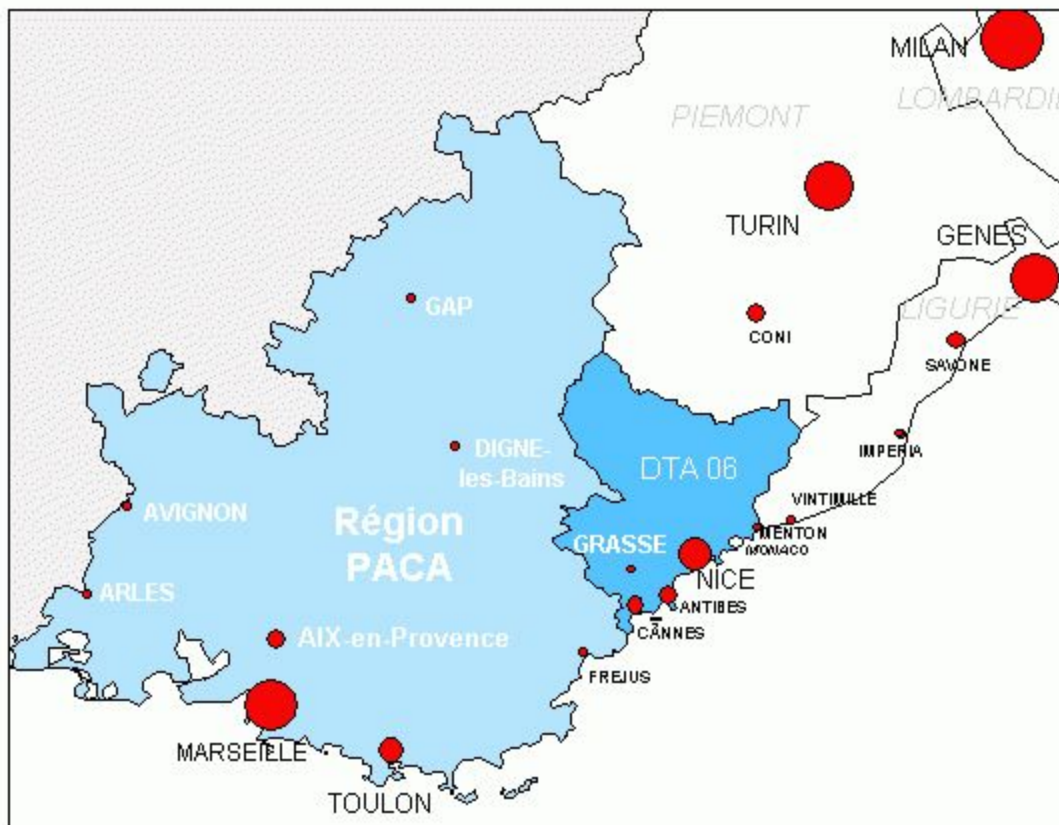 MILAN
PIEMONT
LOMBARDIE
TURIN
GENES
GAP
LIGURIE
CONI
SAVONE
DIGNE-
les-Bains
IMPERIA
DTA 06
AVIGNON
VINTIMILLE
Région
PACA
GRASSE
MENTON
MONACO
NICE
ARLES
ANTIBES
CANNES
AIX-en-Provence
FREJUS
MARSEILLE
TOULON